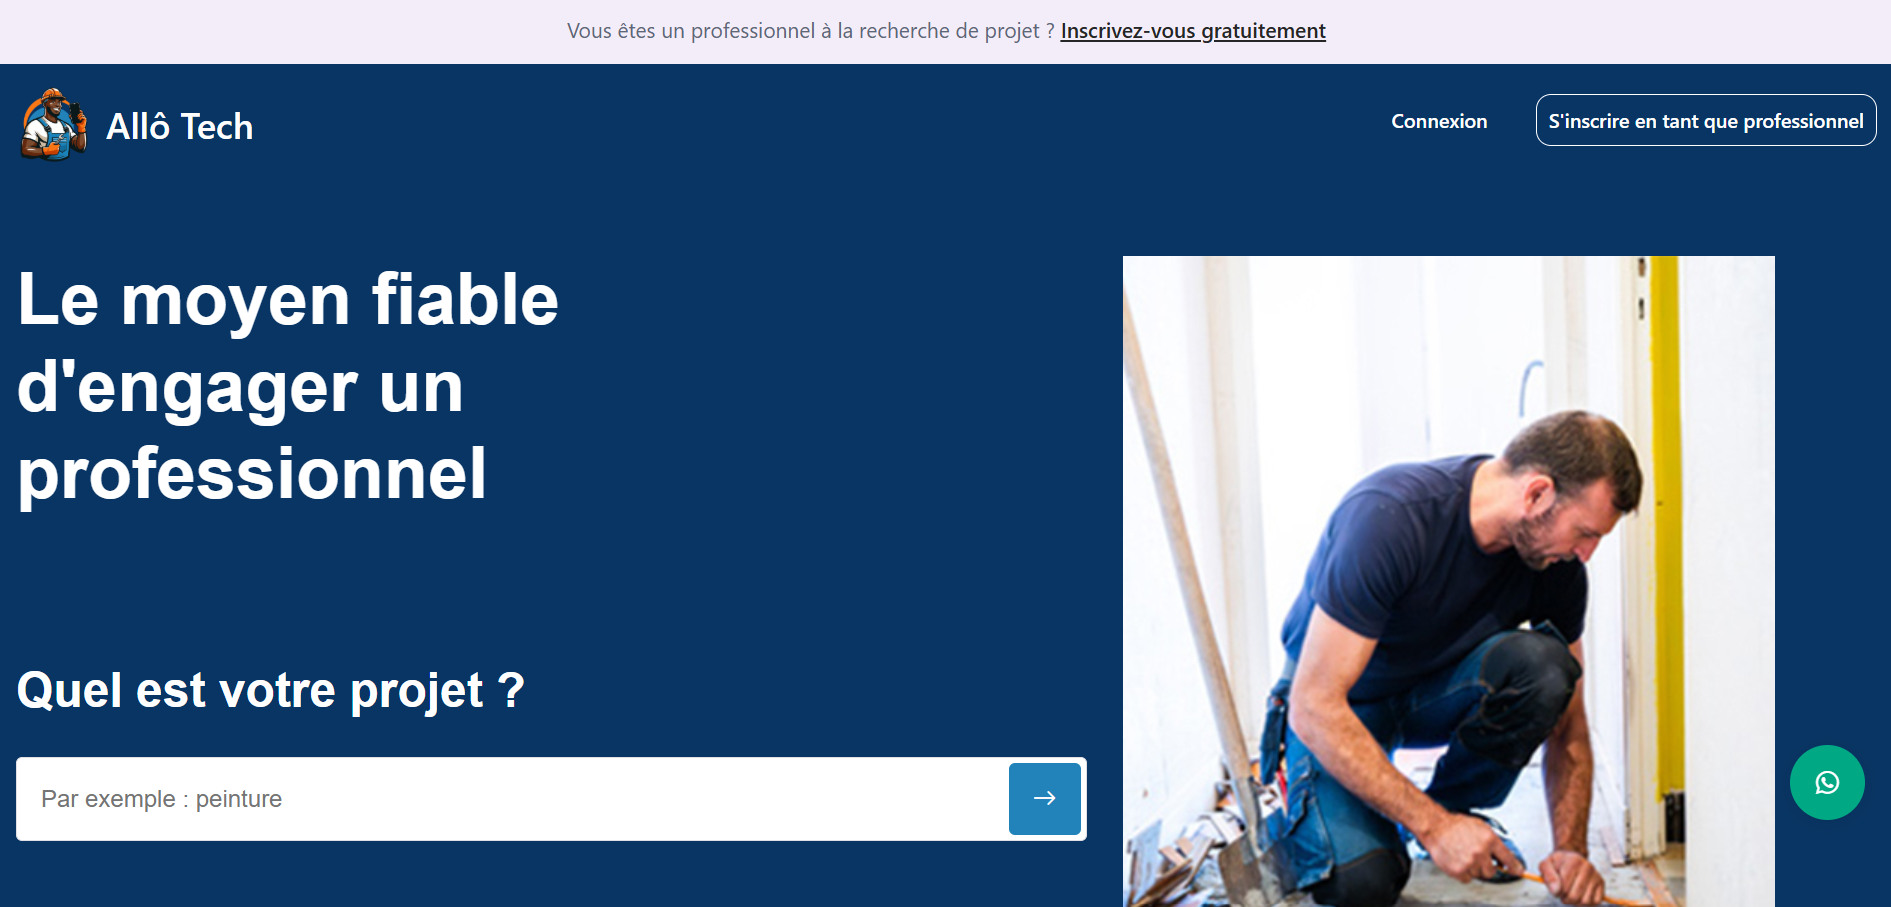 Vous êtes un professionnel à la recherche de projet ? Inscrivez-vous gratuitement
Allô Tech
Connexion
S'inscrire en tant que professionnel
Le moyen fiable
d'engager un
professionnel
Quel est votre projet ?
Par exemple : peinture